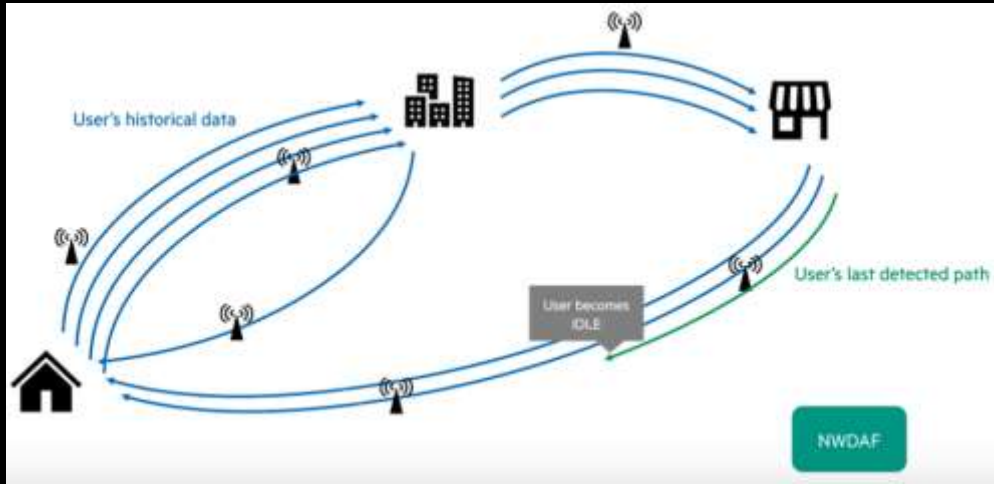 User's historical data
User's last detected path
User becomes
IDLE
NWDAF